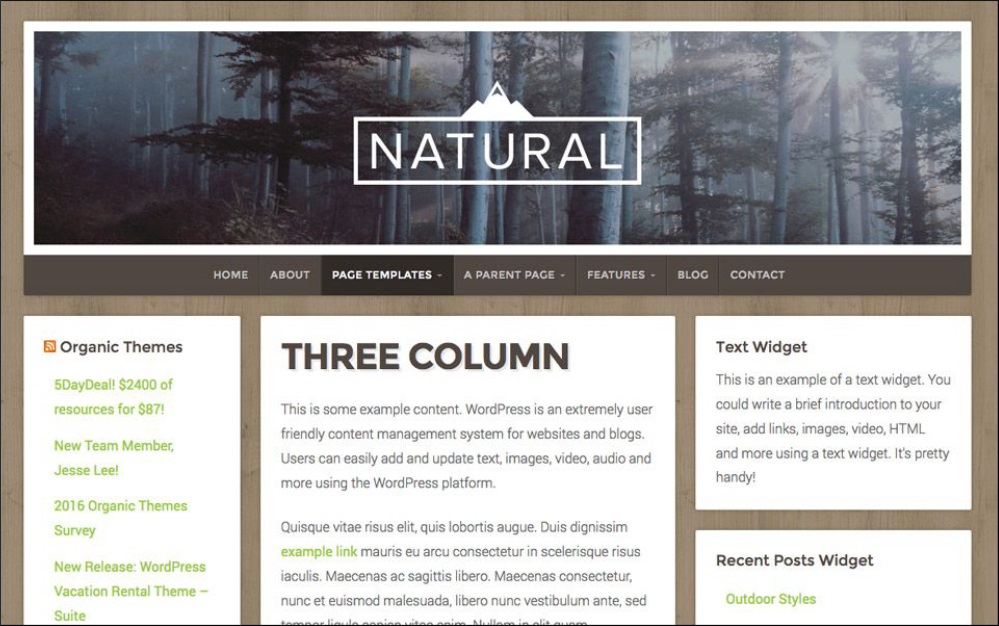 NATURAL
HOME ABOUT PAGE TEMPLATES A PARENT PAGE FEATURES BLOG CONTACT
Organic Themes
5DayDeal! $2400 of
resources for $87!
New Team Member,
Jesse Lee!
2016 Organic Themes
Survey
New Release: WordPress
Vacation Rental Theme –
Suite
THREE COLUMN
This is some example content. WordPress is an extremely user
friendly content management system for websites and blogs.
Users can easily add and update text, images, video, audio and
more using the WordPress platform.
Quisque vitae risus elit, quis lobortis augue. Duis dignissim
example link mauris eu arcu consectetur in scelerisque risus
iaculis. Maecenas ac sagittis libero. Maecenas consectetur,
nunc et euismod malesuada, libero nunc vestibulum ante, sed
Text Widget
This is an example of a text widget. You
could write a brief introduction to your
site, add links, images, video, HTML
and more using a text widget. It's pretty
handy!
Recent Posts Widget
Outdoor Styles